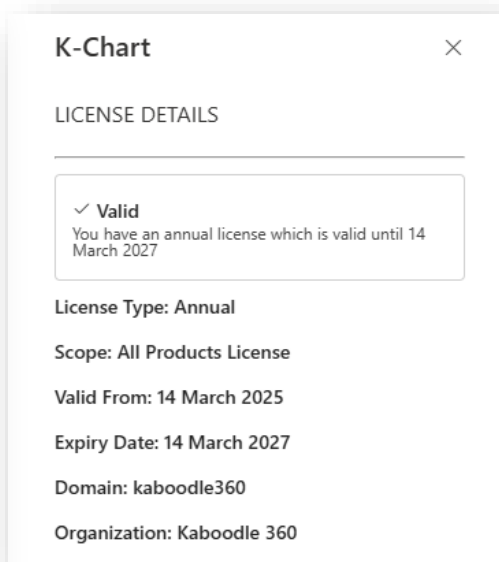 K-Chart
LICENSE DETAILS
Valid
You have an annual license which is valid until 14
March 2027
License Type: Annual
Scope: All Products License
Valid From: 14 March 2025
Expiry Date: 14 March 2027
Domain: kaboodle360
Organization: Kaboodle 360